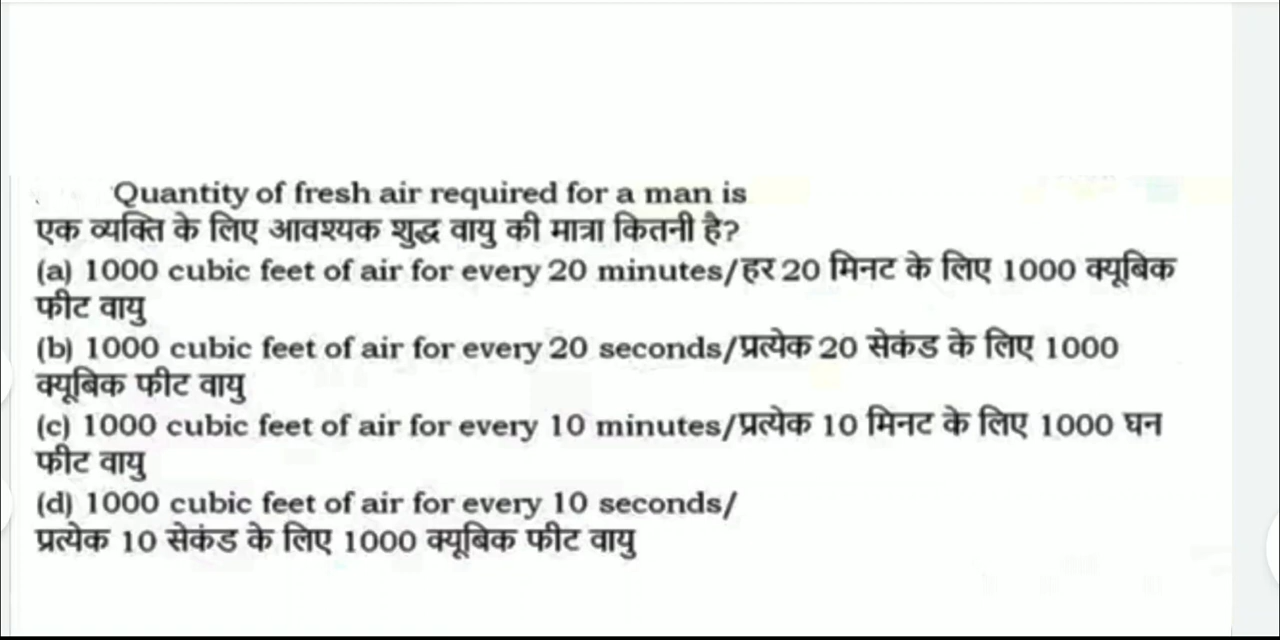 Quantity of fresh air required for a man is
एक व्यक्ति के लिए आवश्यक शुद्ध वायु की मात्रा कितनी है?
(a) 1000 cubic feet of air for every 20 minutes/हर 20 मिनट के लिए 1000 क्यूबिक
फीट वायु
(b) 1000 cubic feet of air for every 20 seconds/प्रत्येक 20 सेकंड के लिए 1000
क्यूबिक फीट वायु
(c) 1000 cubic feet of air for every 10 minutes/प्रत्येक 10 मिनट के लिए 1000 घन
फीट वायु
(d) 1000 cubic feet of air for every 10 seconds/
प्रत्येक 10 सेकंड के लिए 1000 क्यूबिक फीट वायु